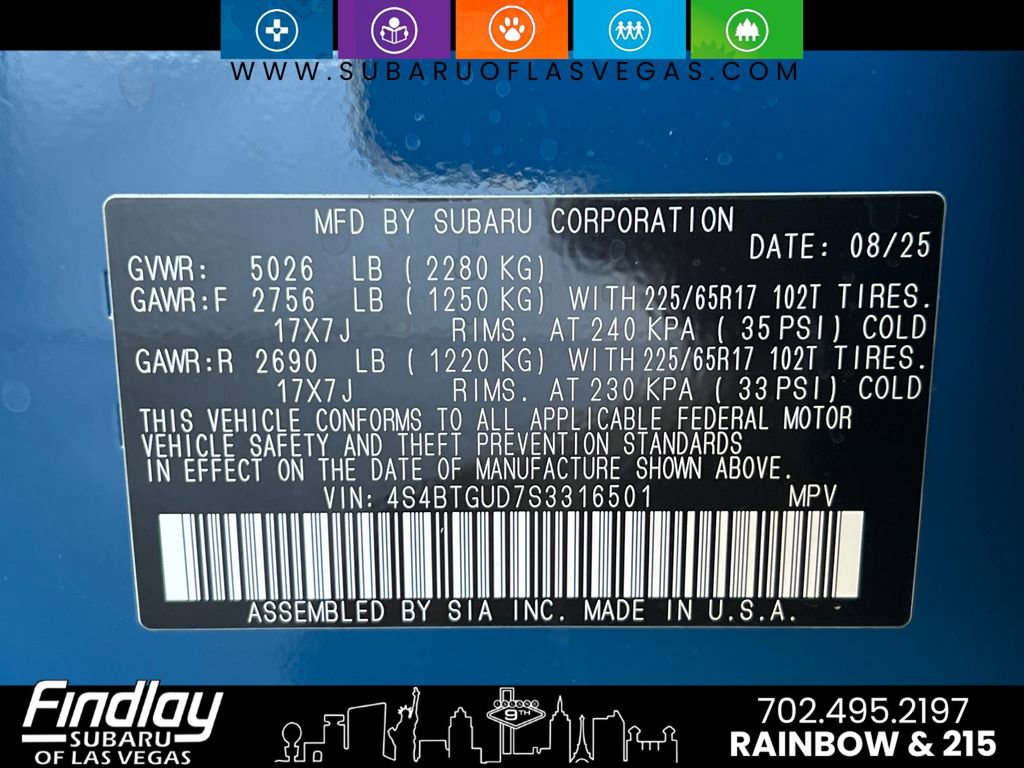 WWW.SUBARUOFLASVEGAS.COM
MFD BY SUBARU CORPORATION
DATE: 08/25
GVWR: 5026 LB ( 2280 KG)
GAWR:F 2756 LB ( 1250 KG) WITH 225/65R17 102T TIRES.
17X7J RIMS. AT 240 KPA ( 35 PSI) COLD
GAWR:R 2690 LB ( 1220 KG) WITH 225/65R17 102T TIRES.
17X7J RIMS. AT 230 KPA ( 33 PSI) COLD
THIS VEHICLE CONFORMS TO ALL APPLICABLE FEDERAL MOTOR
VEHICLE SAFETY AND THEFT PREVENTION STANDARDS
IN EFFECT ON THE DATE OF MANUFACTURE SHOWN ABOVE.
VIN: 4S4BTGUD7S3316501 MPV
ASSEMBLED BY SIA INC. MADE IN U.S.A.
Findlay
SUBARU
OF LAS VEGAS
9TH
702.495.2197
RAINBOW & 215